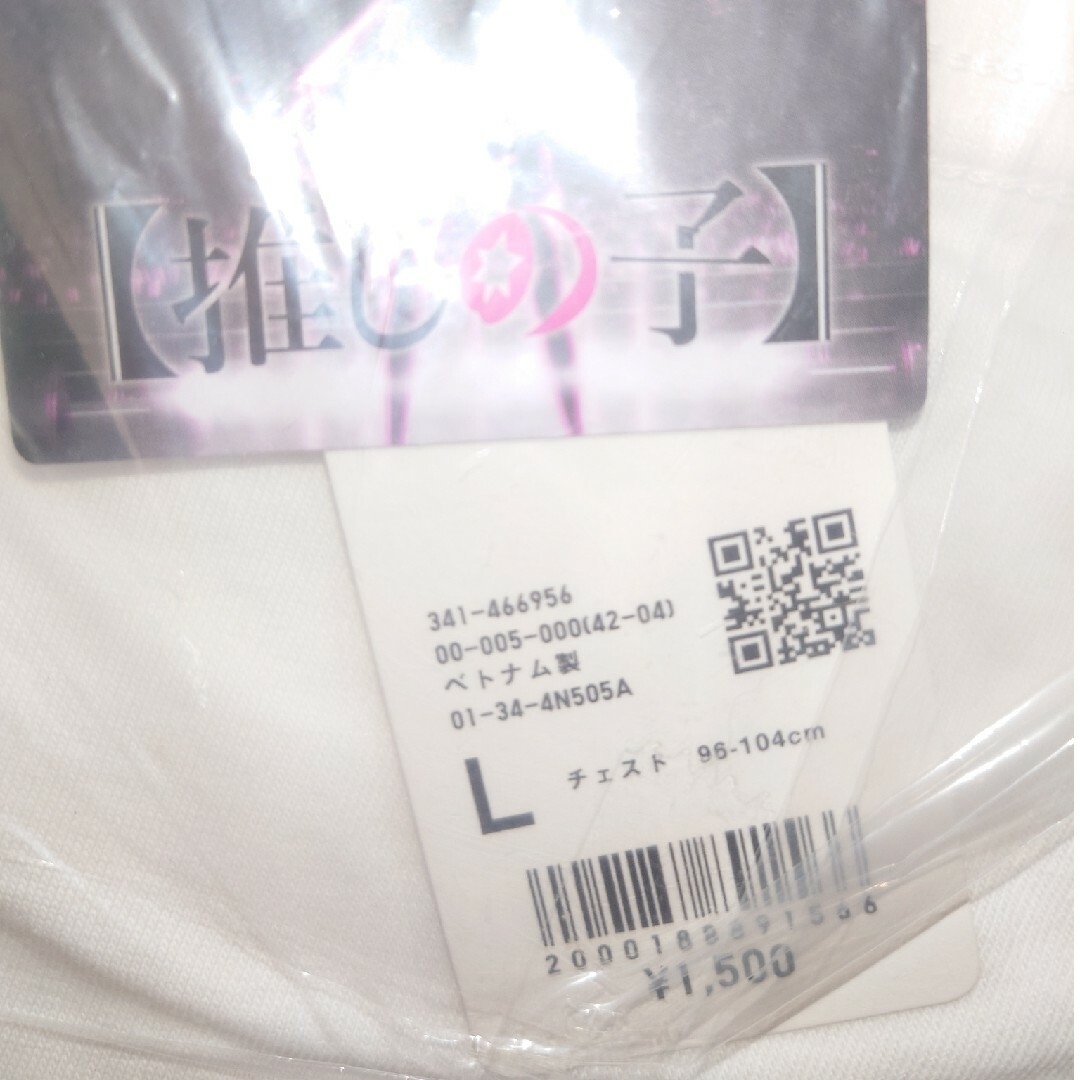 【推しの子】
341-466956
00-005-000(42-04)
ベトナム製
01-34-4N505A
L チェスト 96-104cm
¥1,500